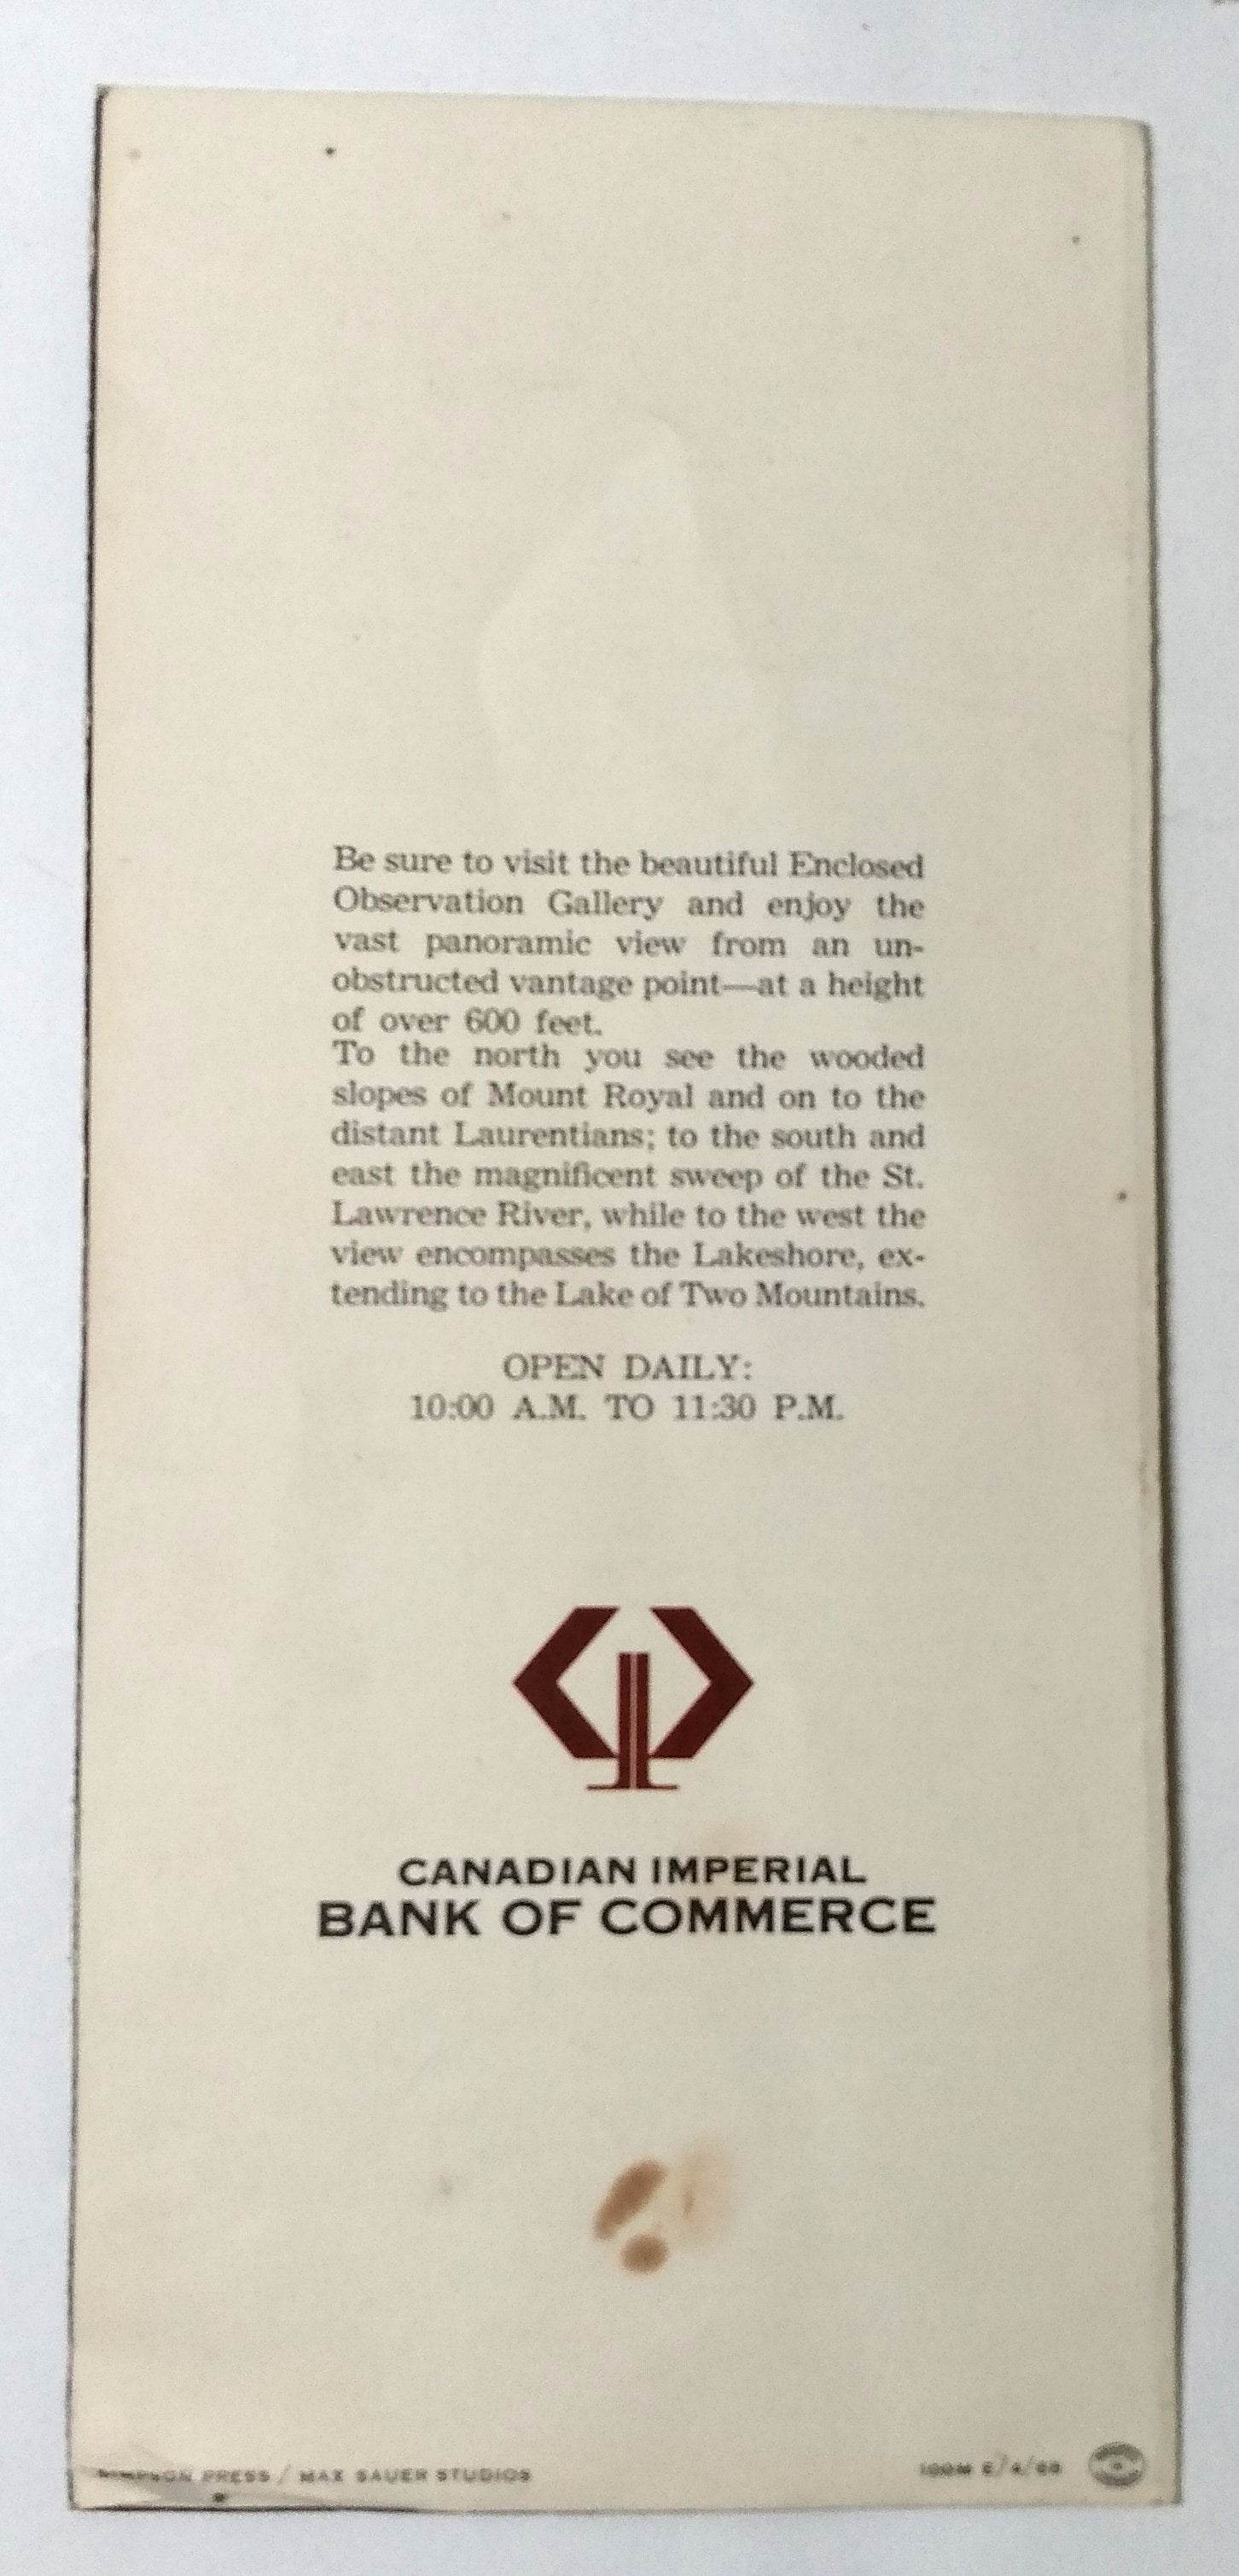 Be sure to visit the beautiful Enclosed
Observation Gallery and enjoy the
vast panoramic view from an un-
obstructed vantage point—at a height
of over 600 feet.
To the north you see the wooded
slopes of Mount Royal and on to the
distant Laurentians; to the south and
east the magnificent sweep of the St.
Lawrence River, while to the west the
view encompasses the Lakeshore, ex-
tending to the Lake of Two Mountains.
OPEN DAILY:
10:00 A.M. TO 11:30 P.M.
CANADIAN IMPERIAL
BANK OF COMMERCE
PRESS / MAX SAUER STUDIOS
100M